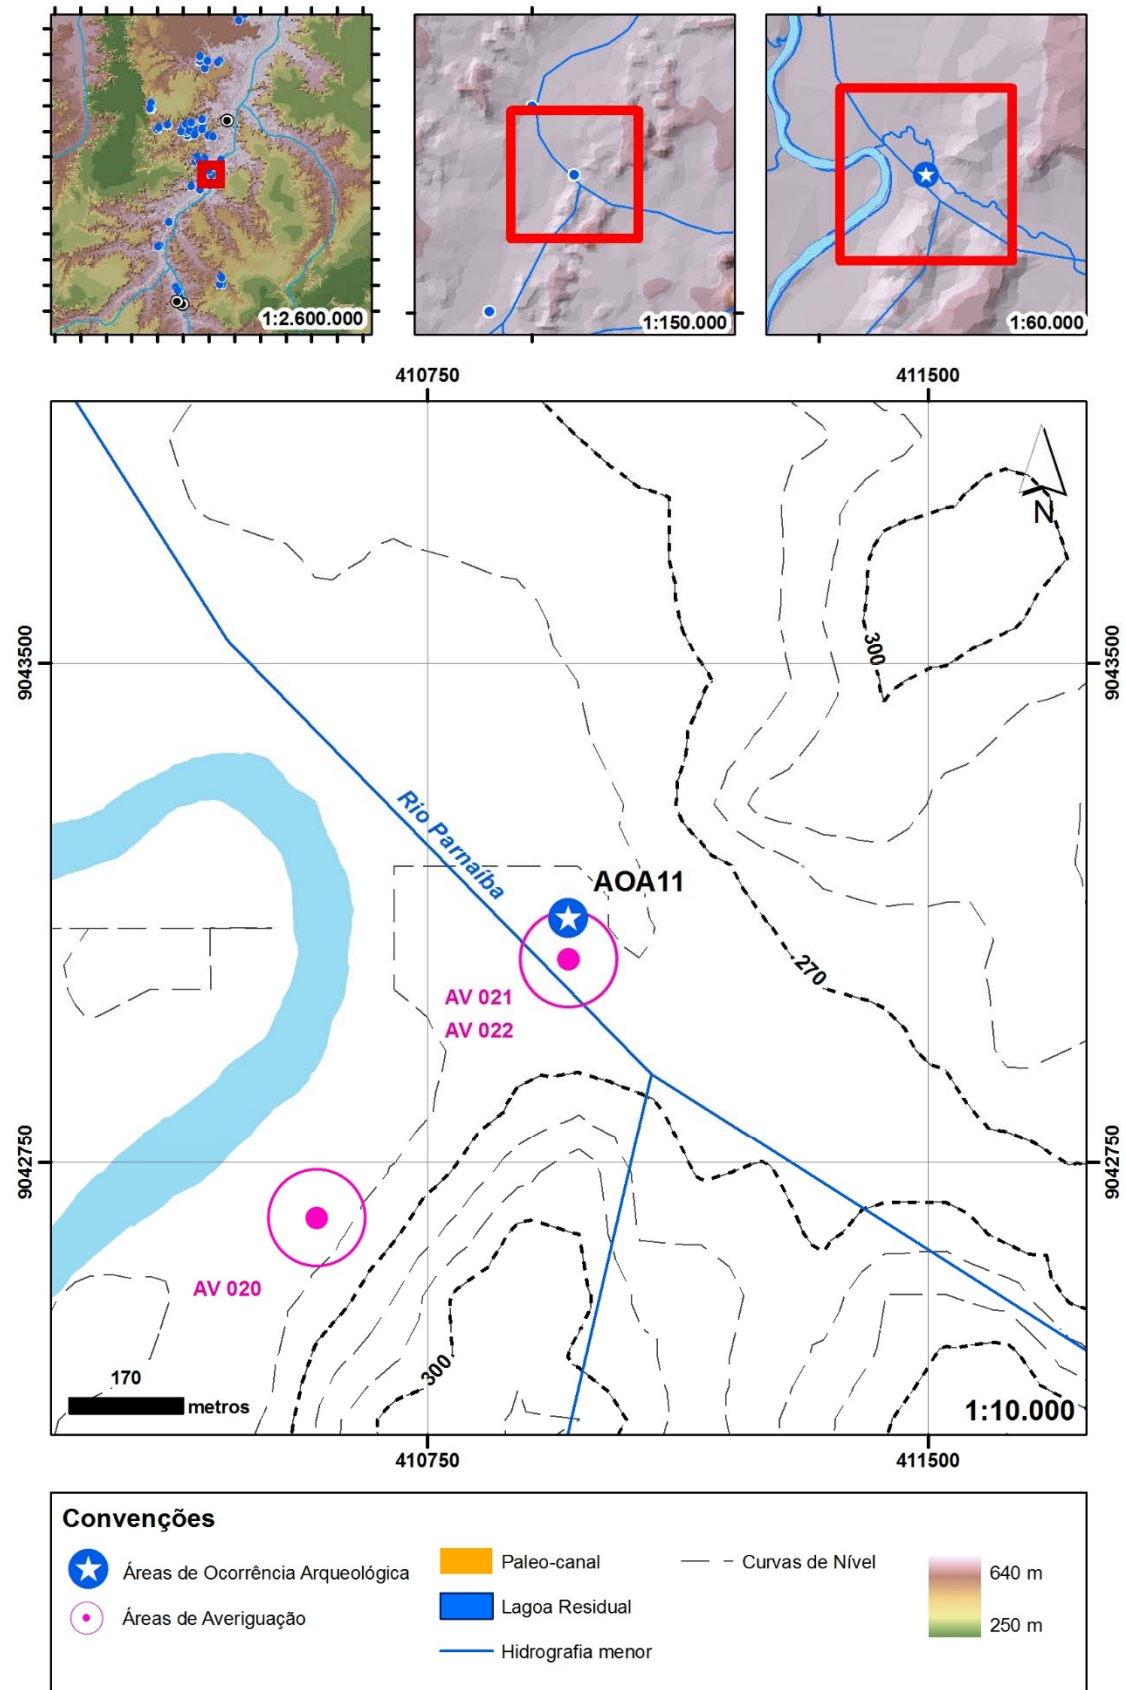 1:2.600.000
1:150.000
1:60.000
410750
411500
N
9043500
9043500
300
Rio Parnaíba
AOA11
270
AV 021
AV 022
9042750
9042750
AV 020
300
170
metros
1:10.000
410750
411500
Convenções
Áreas de Ocorrência Arqueológica
Áreas de Averiguação
Paleo-canal
Lagoa Residual
Hidrografia menor
Curvas de Nível
640 m
250 m